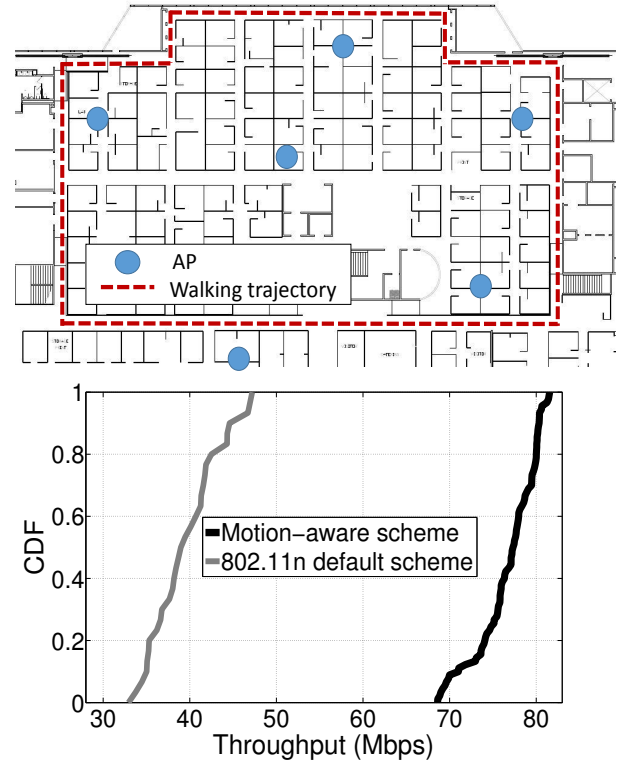 AP
Walking trajectory
1
0.8
0.6
0.4
0.2
0
CDF
Motion−aware scheme
802.11n default scheme
30 40 50 60 70 80
Throughput (Mbps)